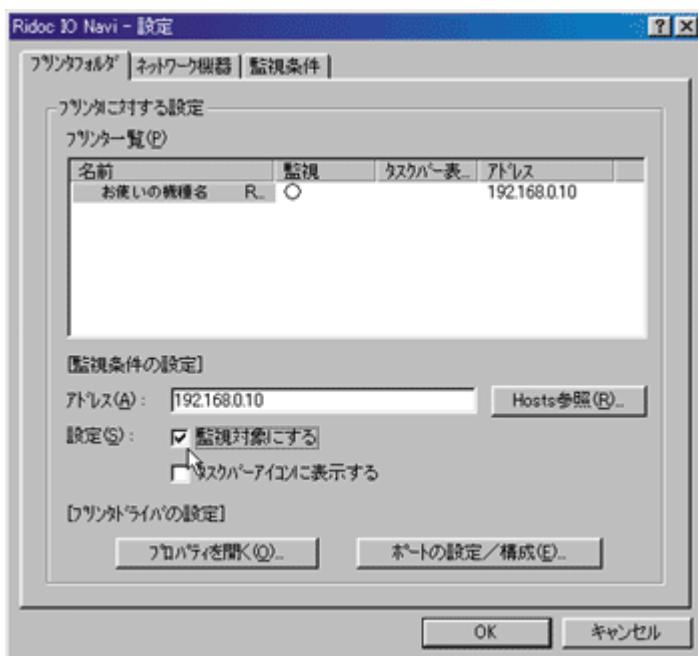 Ridoc IO Navi - 設定
プリンタフォルダ ネットワーク機器 監視条件
プリンタに対する設定
プリンター覧(P)
名前 監視 タスクバー表... アドレス
お使いの機種名 R... ○ 192.168.0.10
[監視条件の設定]
アドレス(A): 192.168.0.10 Hosts参照(R)...
設定(S): 監視対象にする
タスクバーアイコンに表示する
[プリンタドライバの設定]
プロパティを開く(O)... ポートの設定/構成(E)...
OK キャンセル